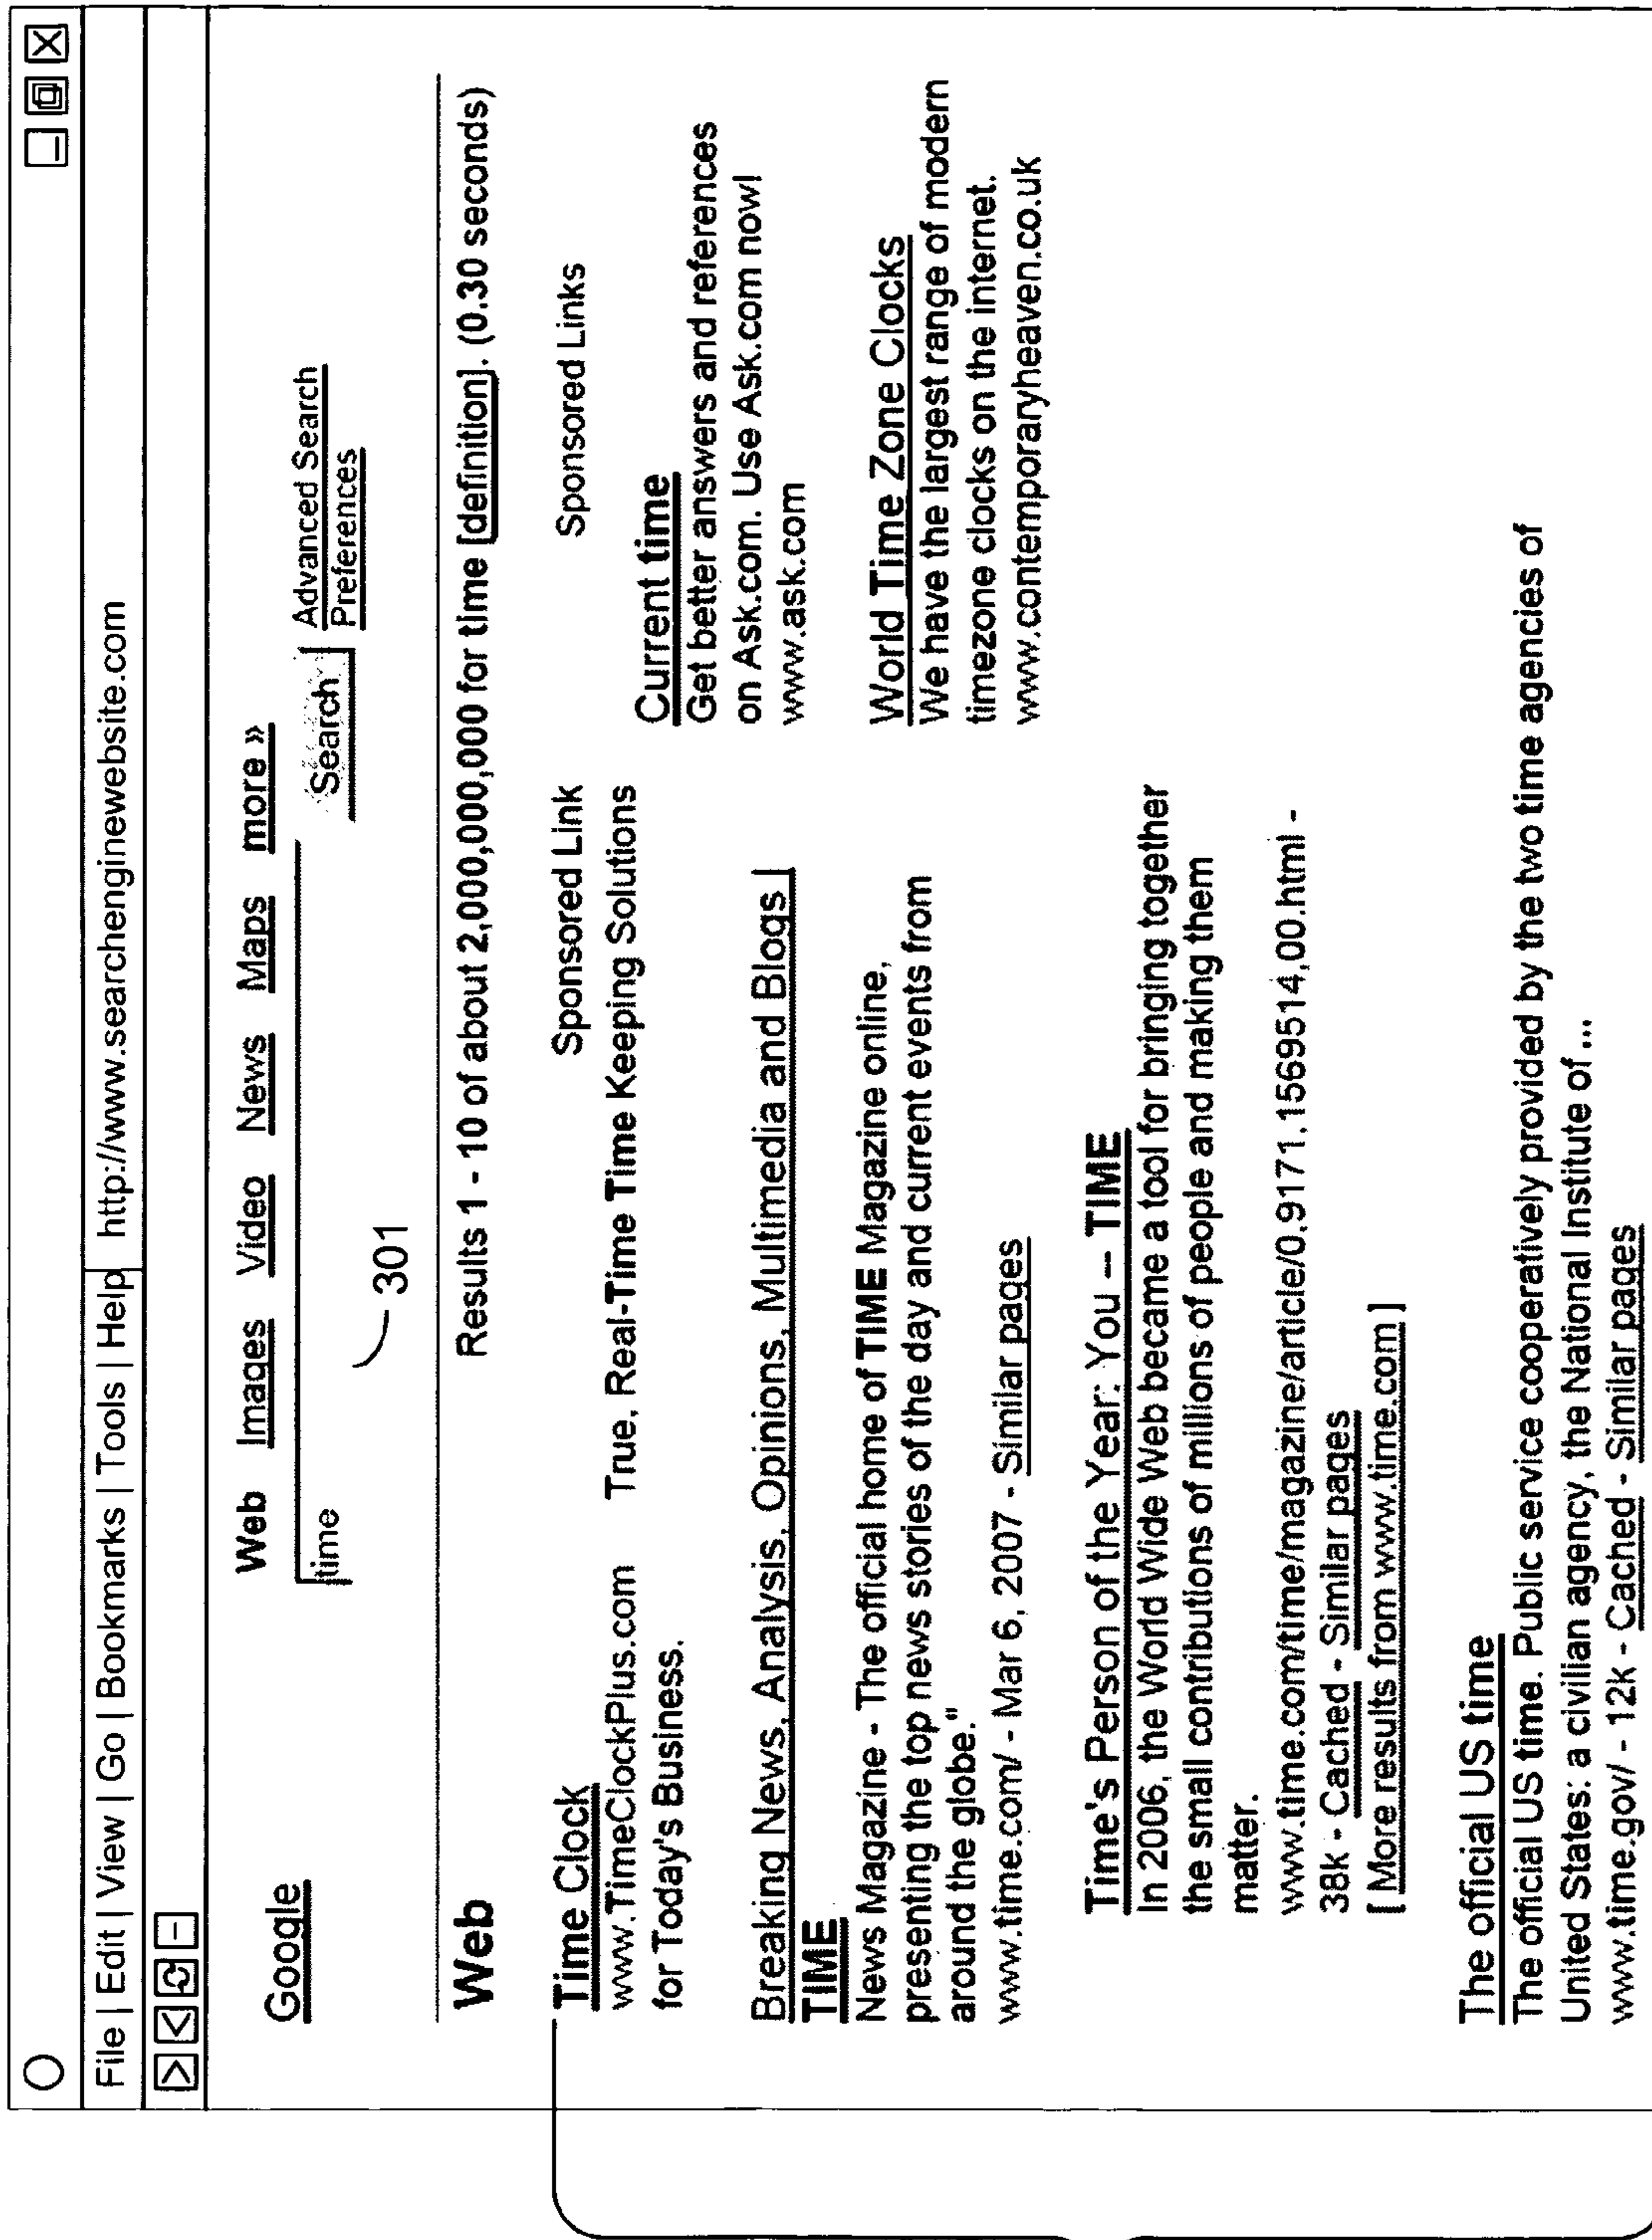 File | Edit | View | Go | Bookmarks | Tools | Help http://www.searchenginewebsite.com
Google
Web Images Video News Maps more »
time
Search
Advanced Search
Preferences
301
Web
Results 1 - 10 of about 2,000,000,000 for time [definition]. (0.30 seconds)
Time Clock
Sponsored Link
www.TimeClockPlus.com True, Real-Time Time Keeping Solutions
for Today's Business.
Breaking News, Analysis, Opinions, Multimedia and Blogs |
TIME
News Magazine - The official home of TIME Magazine online,
presenting the top news stories of the day and current events from
around the globe."
www.time.com/ - Mar 6, 2007 - Similar pages
Time's Person of the Year: You -- TIME
In 2006, the World Wide Web became a tool for bringing together
the small contributions of millions of people and making them
matter.
www.time.com/time/magazine/article/0,9171,1569514,00.html -
38k - Cached - Similar pages
[ More results from www.time.com ]
The official US time
The official US time. Public service cooperatively provided by the two time agencies of
United States: a civilian agency, the National Institute of ...
www.time.gov/ - 12k - Cached - Similar pages
Sponsored Links
Current time
Get better answers and references
on Ask.com. Use Ask.com now!
www.ask.com
World Time Zone Clocks
We have the largest range of modern
timezone clocks on the internet.
www.contemporaryheaven.co.uk